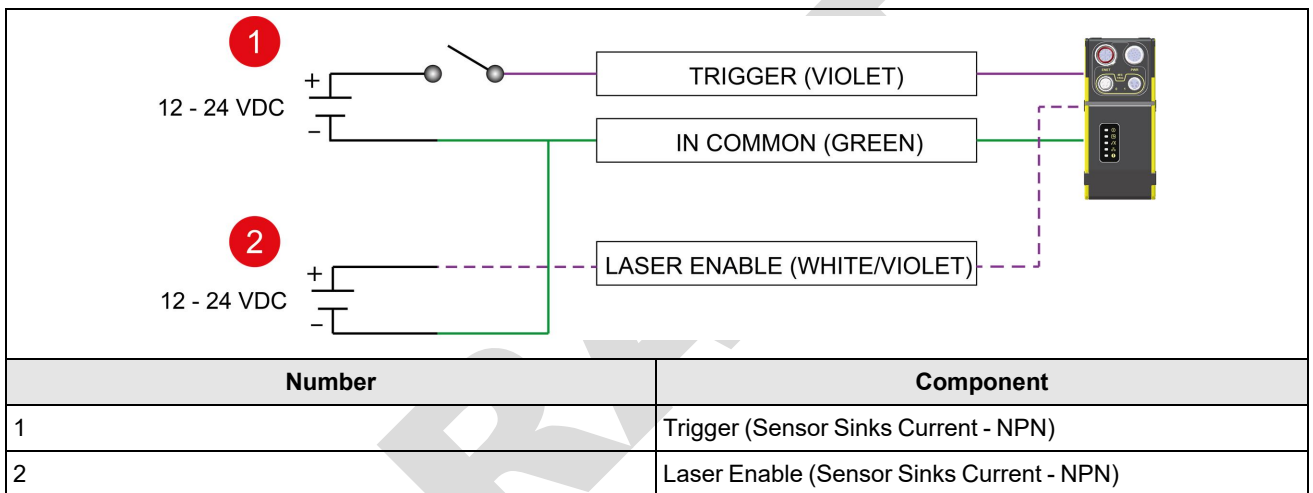 1
+
TRIGGER (VIOLET)
12 - 24 VDC
−
IN COMMON (GREEN)
2
+
LASER ENABLE (WHITE/VIOLET)
12 - 24 VDC
−
Number Component
1 Trigger (Sensor Sinks Current - NPN)
2 Laser Enable (Sensor Sinks Current - NPN)